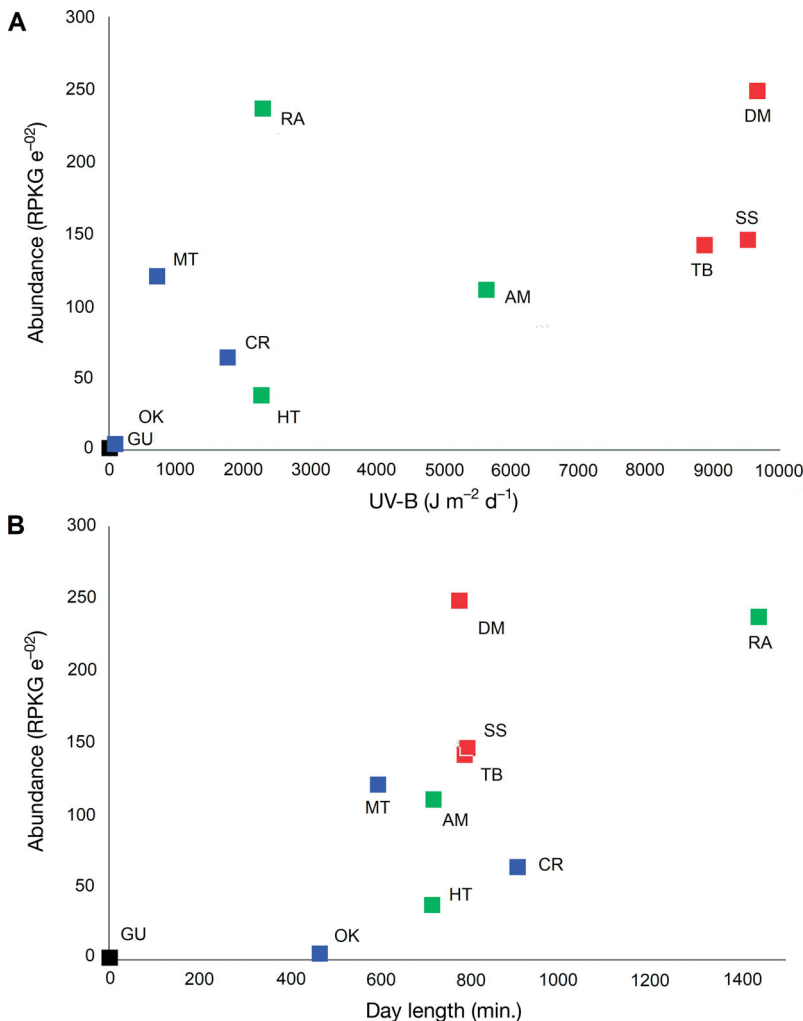 A
300
250
200
150
100
50
0
Abundance (RPKG e⁻⁰²)
RA
DM
SS
MT
TB
AM
CR
OK
HT
GU
0 1000 2000 3000 4000 5000 6000 7000 8000 9000 10000
UV-B (J m⁻² d⁻¹)
B
300
250
200
150
100
50
0
Abundance (RPKG e⁻⁰²)
DM
RA
SS
TB
MT
AM
CR
HT
GU
OK
0 200 400 600 800 1000 1200 1400
Day length (min.)